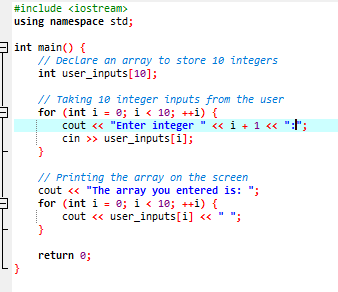 #include <iostream>
using namespace std;
int main() {
// Declare an array to store 10 integers
int user_inputs[10];
// Taking 10 integer inputs from the user
for (int i = 0; i < 10; ++i) {
cout << "Enter integer " << i + 1 << ":";
cin >> user_inputs[i];
}
// Printing the array on the screen
cout << "The array you entered is: ";
for (int i = 0; i < 10; ++i) {
cout << user_inputs[i] << " ";
}
return 0;
}